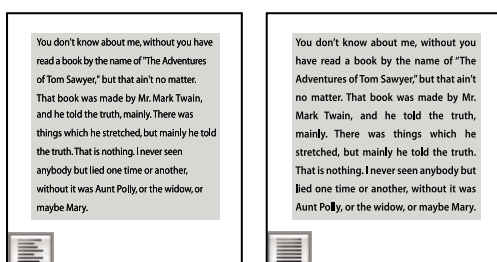 You don't know about me, without you have
read a book by the name of "The Adventures
of Tom Sawyer," but that ain't no matter.
That book was made by Mr. Mark Twain,
and he told the truth, mainly. There was
things which he stretched, but mainly he told
the truth. That is nothing. I never seen
anybody but lied one time or another,
without it was Aunt Polly, or the widow, or
maybe Mary.
You don't know about me, without you
have read a book by the name of "The
Adventures of Tom Sawyer," but that ain't
no matter. That book was made by Mr.
Mark Twain, and he told the truth,
mainly. There was things which he
stretched, but mainly he told the truth.
That is nothing. I never seen anybody but
lied one time or another, without it was
Aunt Polly, or the widow, or maybe Mary.